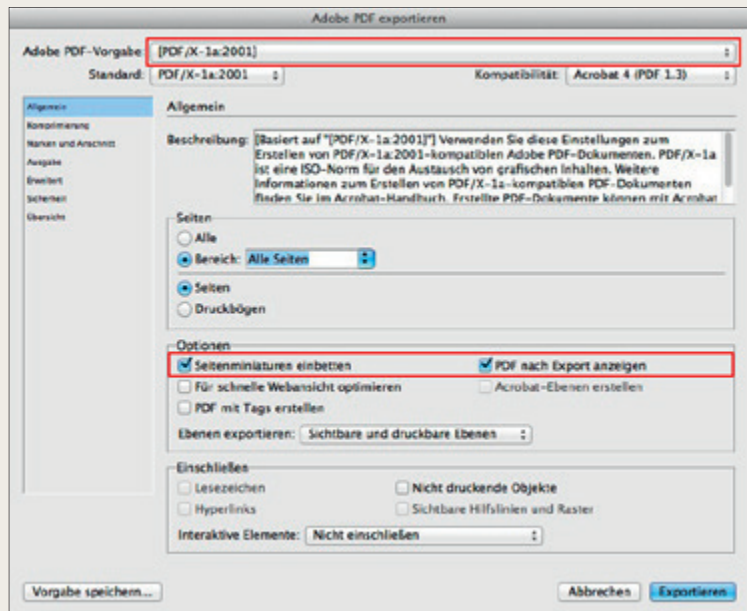 Adobe PDF exportieren
Adobe PDF-Vorgabe: [PDF/X-1a:2001]
Standard: PDF/X-1a:2001 Kompatibilität: Acrobat 4 (PDF 1.3)
Allgemein
Komprimierung
Marken und Anschnitt
Ausgabe
Erweitert
Sicherheit
Übersicht
Allgemein
Beschreibung: [Basiert auf "[PDF/X-1a:2001]"] Verwenden Sie diese Einstellungen zum
Erstellen von PDF/X-1a:2001-kompatiblen Adobe PDF-Dokumenten. PDF/X-1a
ist eine ISO-Norm für den Austausch von grafischen Inhalten. Weitere
Informationen zum Erstellen von PDF/X-1a-kompatiblen PDF-Dokumenten
finden Sie im Acrobat-Handbuch. Erstellte PDF-Dokumente können mit Acrobat
Seiten
Alle
Bereich: Alle Seiten
Seiten
Druckbögen
Optionen
Seitenminiaturen einbetten PDF nach Export anzeigen
Für schnelle Webansicht optimieren Acrobat-Ebenen erstellen
PDF mit Tags erstellen
Ebenen exportieren: Sichtbare und druckbare Ebenen
Einschließen
Lesezeichen Nicht druckende Objekte
Hyperlinks Sichtbare Hilfslinien und Raster
Interaktive Elemente: Nicht einschließen
Vorgabe speichern... Abbrechen Exportieren